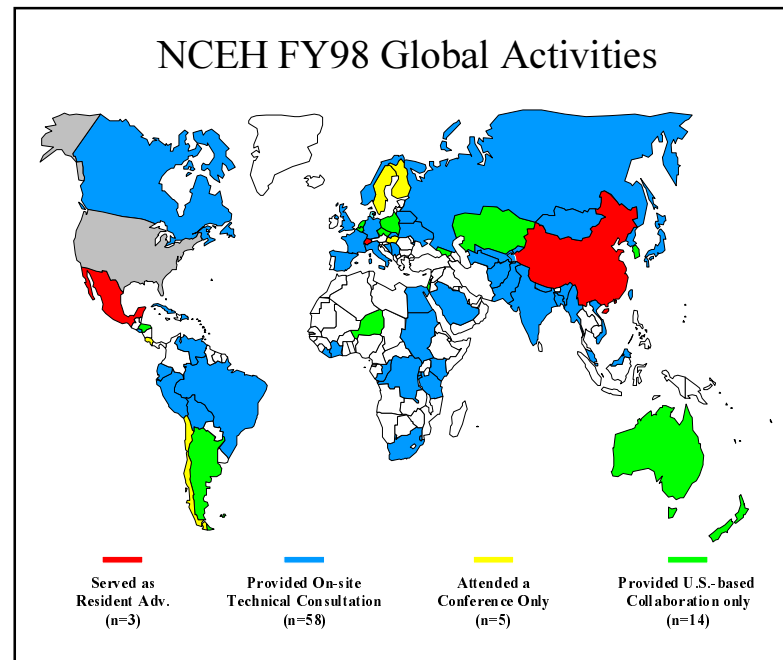 NCEH FY98 Global Activities
Served as
Resident Adv.
(n=3)
Provided On-site
Technical Consultation
(n=58)
Attended a
Conference Only
(n=5)
Provided U.S.-based
Collaboration only
(n=14)